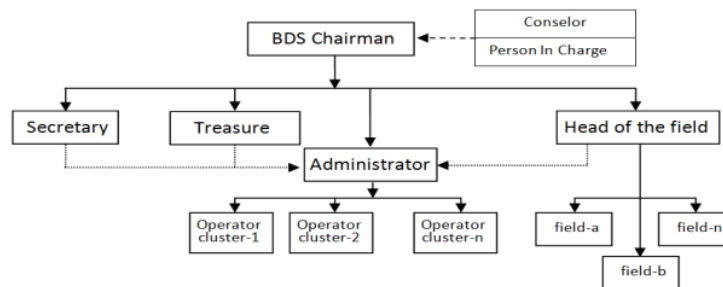 Conselor
BDS Chairman
Person In Charge
Secretary
Treasure
Head of the field
Administrator
Operator
cluster-1
Operator
cluster-2
Operator
cluster-n
field-a
field-n
field-b